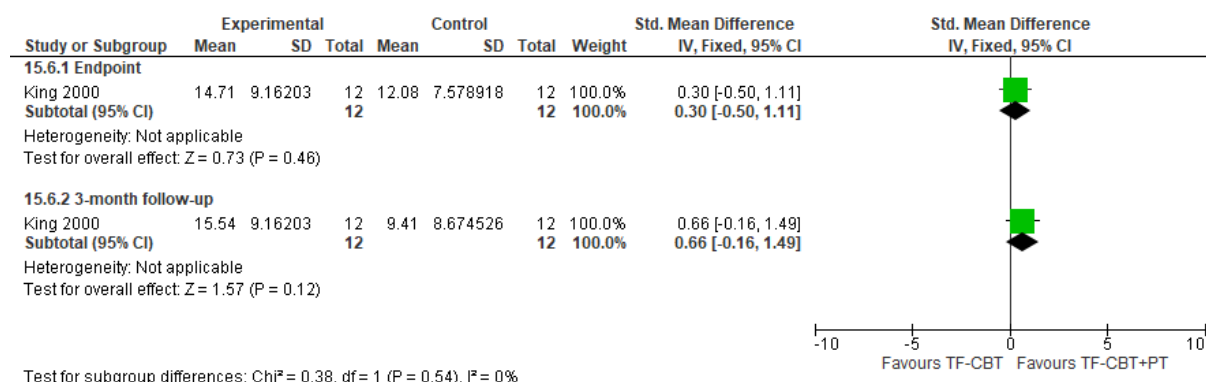 Experimental Control Std. Mean Difference Std. Mean Difference
Study or Subgroup Mean SD Total Mean SD Total Weight IV, Fixed, 95% CI IV, Fixed, 95% CI
15.6.1 Endpoint
King 2000 14.71 9.16203 12 12.08 7.578918 12 100.0% 0.30 [-0.50, 1.11]
Subtotal (95% CI) 12 12 100.0% 0.30 [-0.50, 1.11]
Heterogeneity: Not applicable
Test for overall effect: Z = 0.73 (P = 0.46)
15.6.2 3-month follow-up
King 2000 15.54 9.16203 12 9.41 8.674526 12 100.0% 0.66 [-0.16, 1.49]
Subtotal (95% CI) 12 12 100.0% 0.66 [-0.16, 1.49]
Heterogeneity: Not applicable
Test for overall effect: Z = 1.57 (P = 0.12)
-10 -5 0 5 10
Favours TF-CBT Favours TF-CBT+PT
Test for subgroup differences: Chi² = 0.38, df = 1 (P = 0.54), I² = 0%